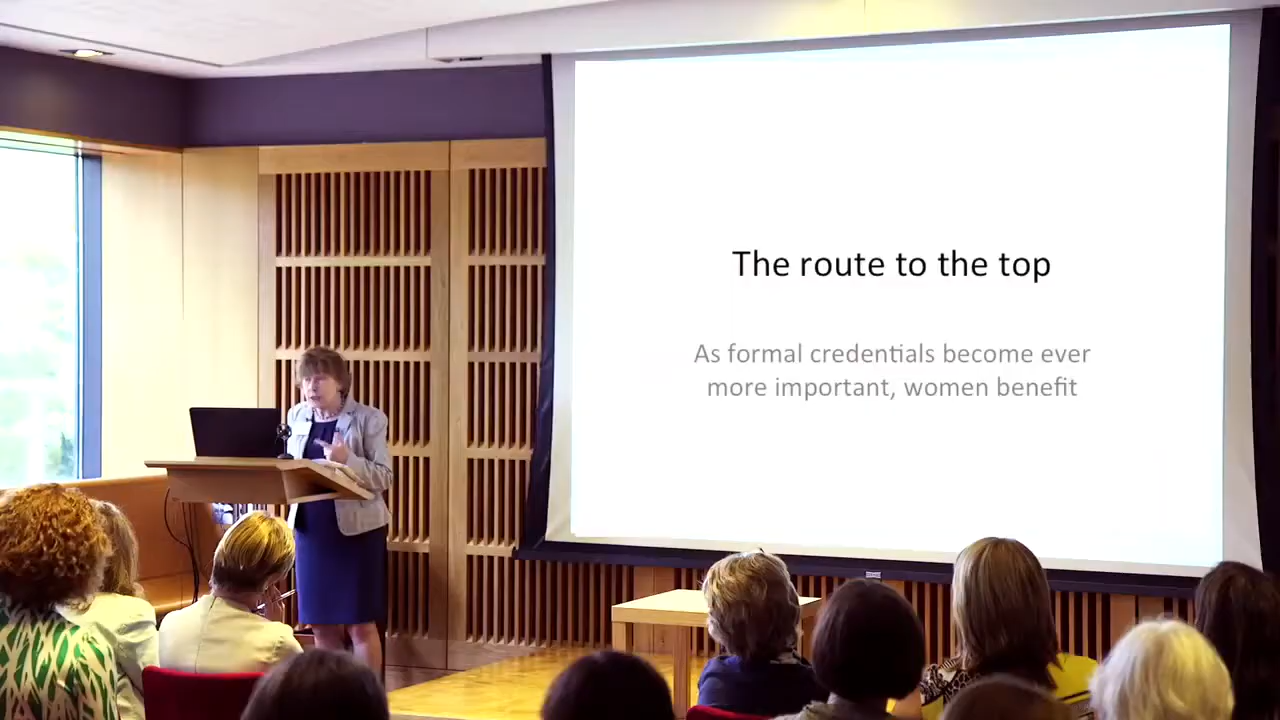 The route to the top
As formal credentials become ever
more important, women benefit